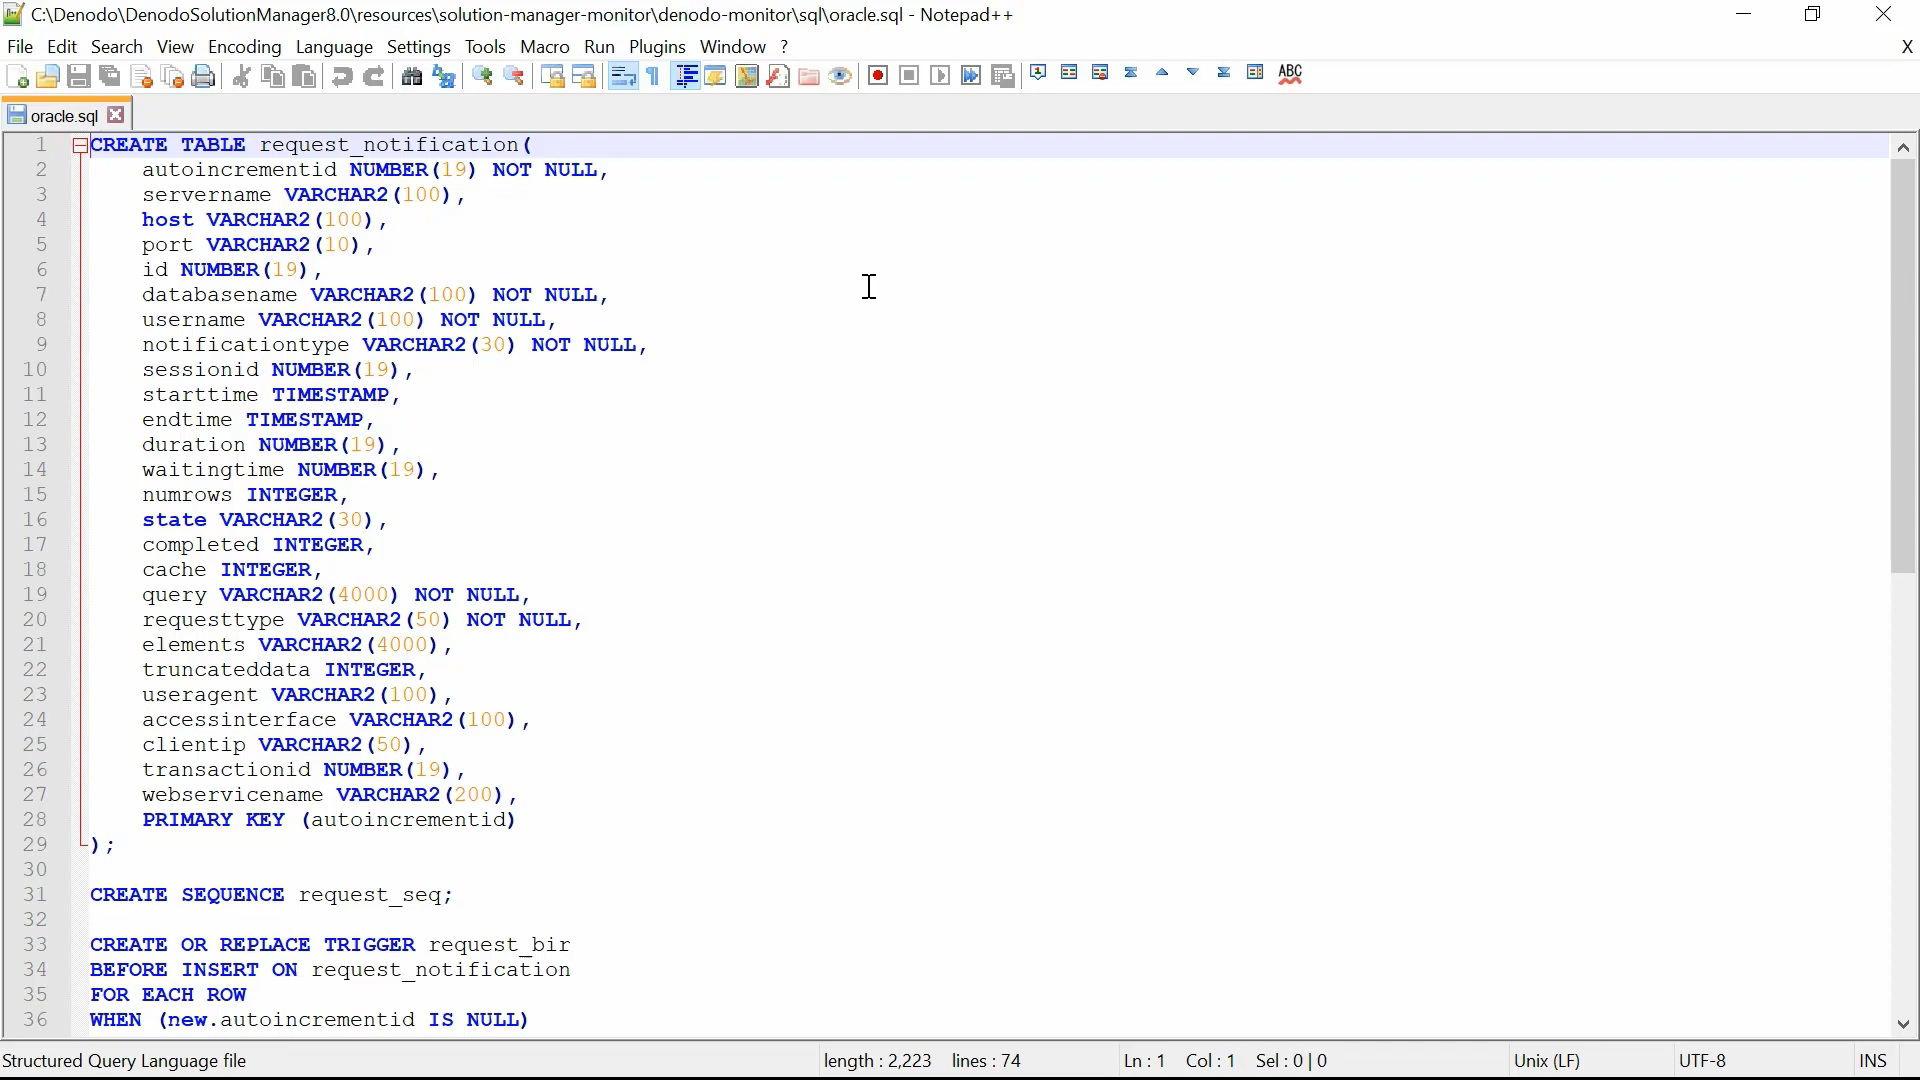 C:\Denodo\DenodoSolutionManager8.0\resources\solution-manager-monitor\denodo-monitor\sql\oracle.sql - Notepad++
File Edit Search View Encoding Language Settings Tools Macro Run Plugins Window ? X
ABC
oracle.sql
1 CREATE TABLE request_notification(
2 autoincrementid NUMBER(19) NOT NULL,
3 servername VARCHAR2(100),
4 host VARCHAR2(100),
5 port VARCHAR2(10),
6 id NUMBER(19),
7 databasename VARCHAR2(100) NOT NULL,
8 username VARCHAR2(100) NOT NULL,
9 notificationtype VARCHAR2(30) NOT NULL,
10 sessionid NUMBER(19),
11 starttime TIMESTAMP,
12 endtime TIMESTAMP,
13 duration NUMBER(19),
14 waitingtime NUMBER(19),
15 numrows INTEGER,
16 state VARCHAR2(30),
17 completed INTEGER,
18 cache INTEGER,
19 query VARCHAR2(4000) NOT NULL,
20 requesttype VARCHAR2(50) NOT NULL,
21 elements VARCHAR2(4000),
22 truncateddata INTEGER,
23 useragent VARCHAR2(100),
24 accessinterface VARCHAR2(100),
25 clientip VARCHAR2(50),
26 transactionid NUMBER(19),
27 webservicename VARCHAR2(200),
28 PRIMARY KEY (autoincrementid)
29 );
30
31 CREATE SEQUENCE request_seq;
32
33 CREATE OR REPLACE TRIGGER request_bir
34 BEFORE INSERT ON request_notification
35 FOR EACH ROW
36 WHEN (new.autoincrementid IS NULL)
Structured Query Language file length : 2,223 lines : 74 Ln : 1 Col : 1 Sel : 0 | 0 Unix (LF) UTF-8 INS